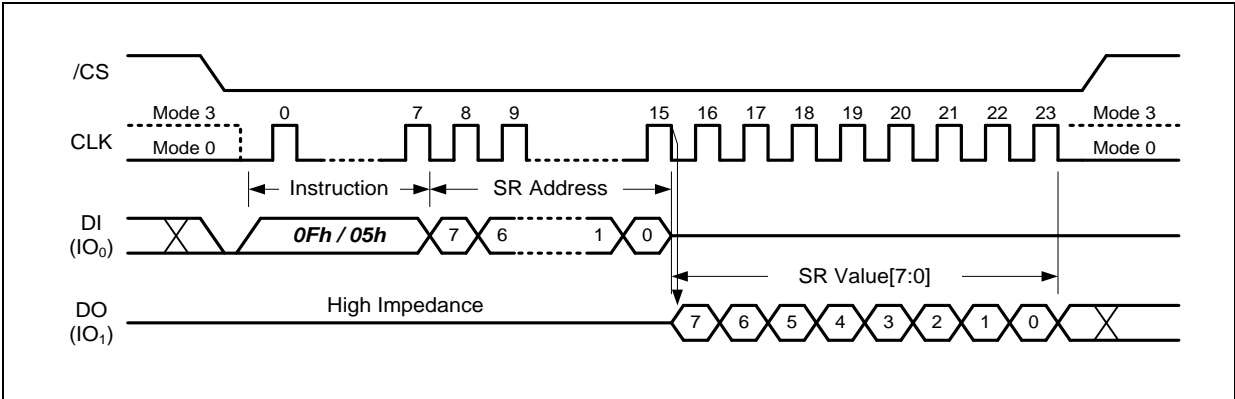 /CS
Mode 3 0 7 8 9 15 16 17 18 19 20 21 22 23 Mode 3
CLK
Mode 0 Mode 0
Instruction SR Address
DI
(IO₀)
0Fh / 05h 7 6 1 0
SR Value[7:0]
High Impedance
DO
(IO₁)
7 6 5 4 3 2 1 0